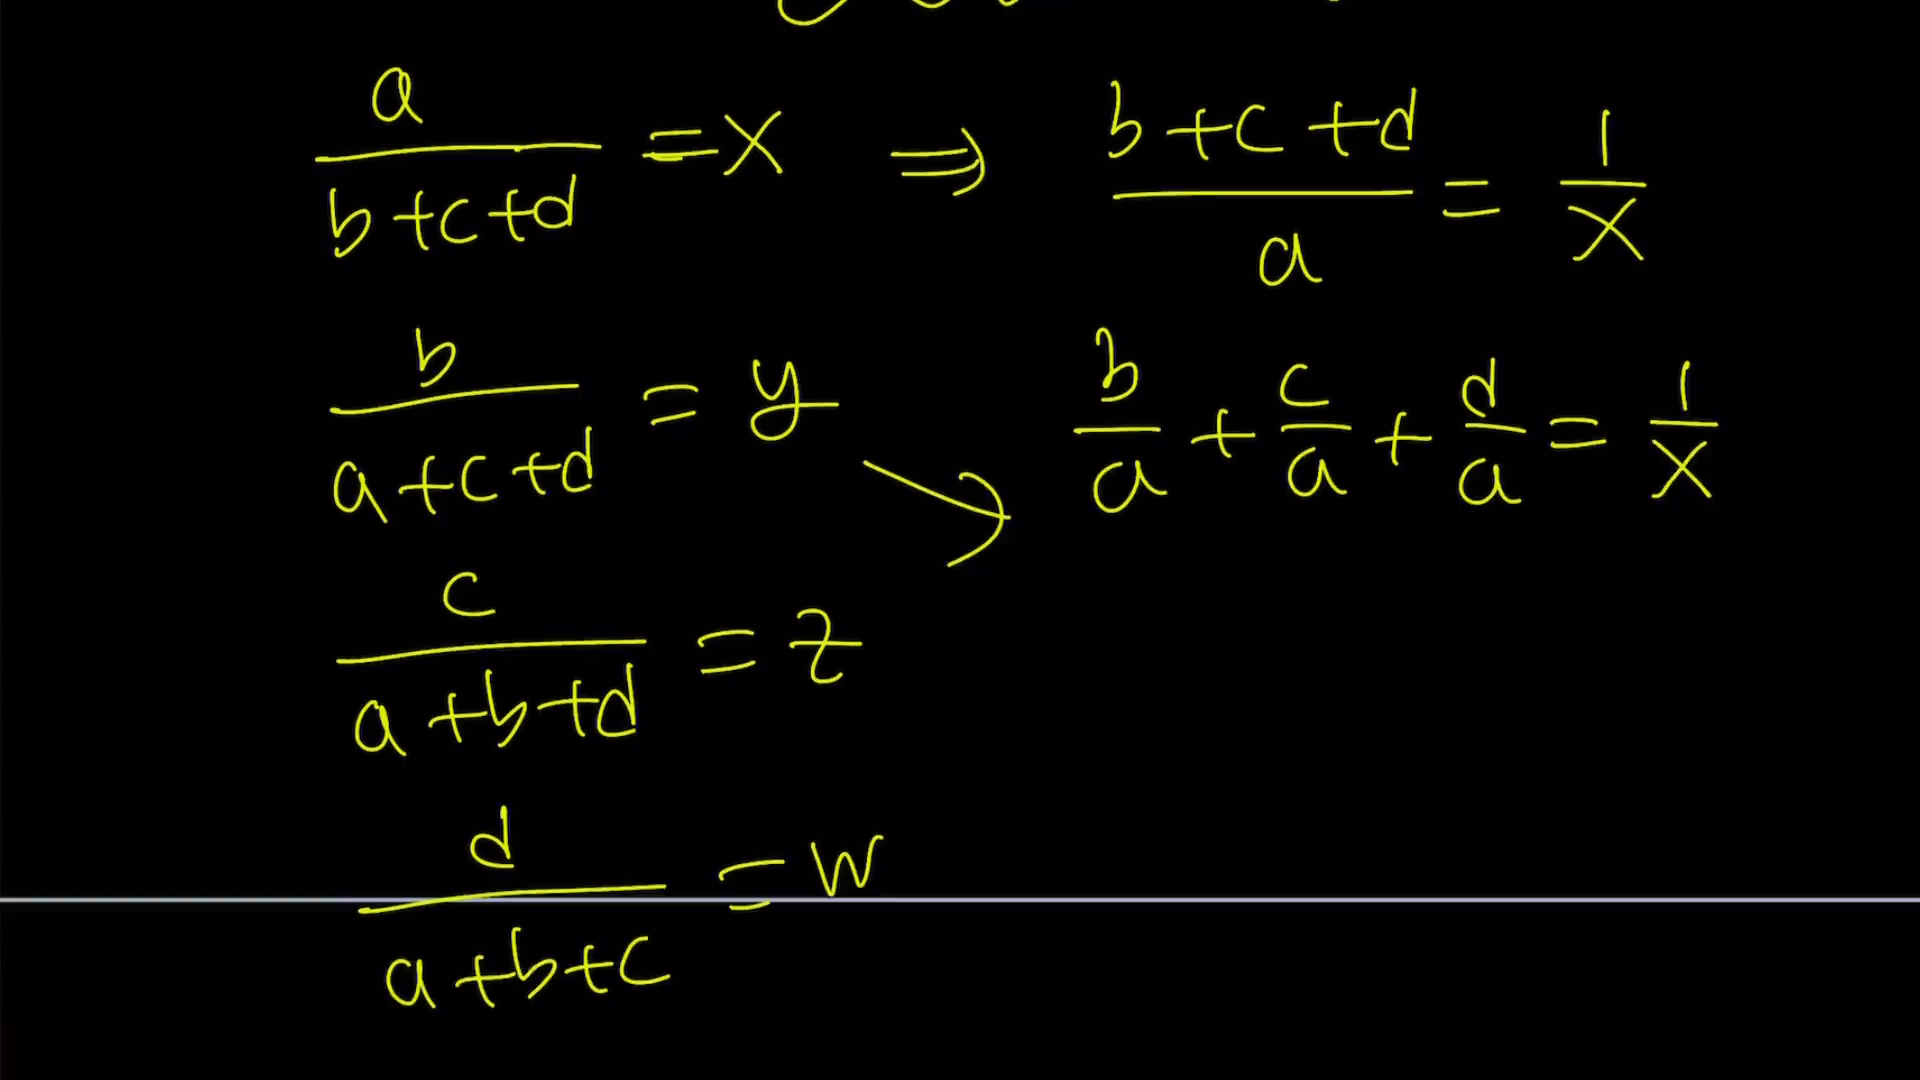 a/(b+c+d) = x ⇒ (b+c+d)/a = 1/x
b/(a+c+d) = y → b/a + c/a + d/a = 1/x
c/(a+b+d) = z
d/(a+b+c) = w